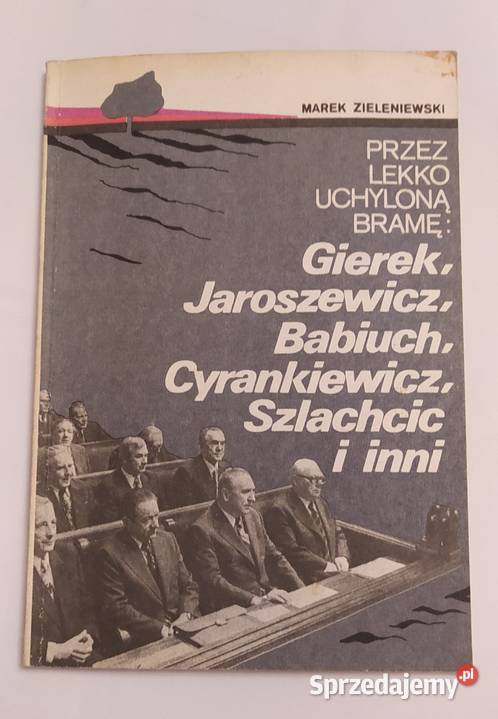 MAREK ZIELENIEWSKI
PRZEZ
LEKKO
UCHYLONĄ
BRAMĘ:
Gierek,
Jaroszewicz,
Babiuch,
Cyrankiewicz,
Szlachcic
i inni
Sprzedajemy.pl